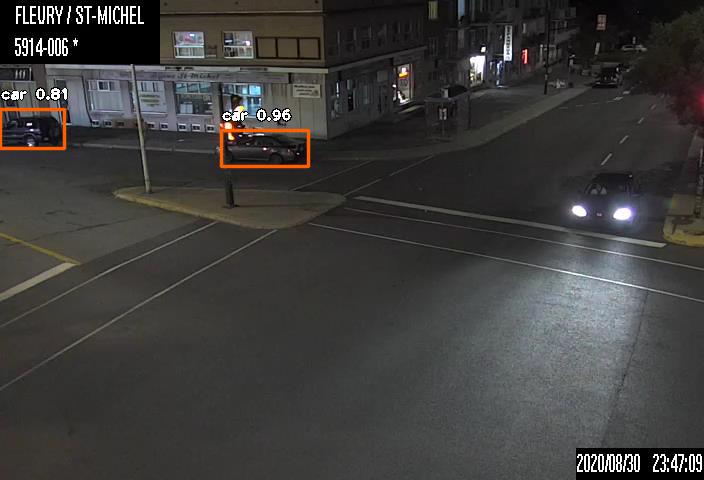 FLEURY / ST-MICHEL
5914-006 *
car 0.81
car 0.96
2020/08/30 23:47:09